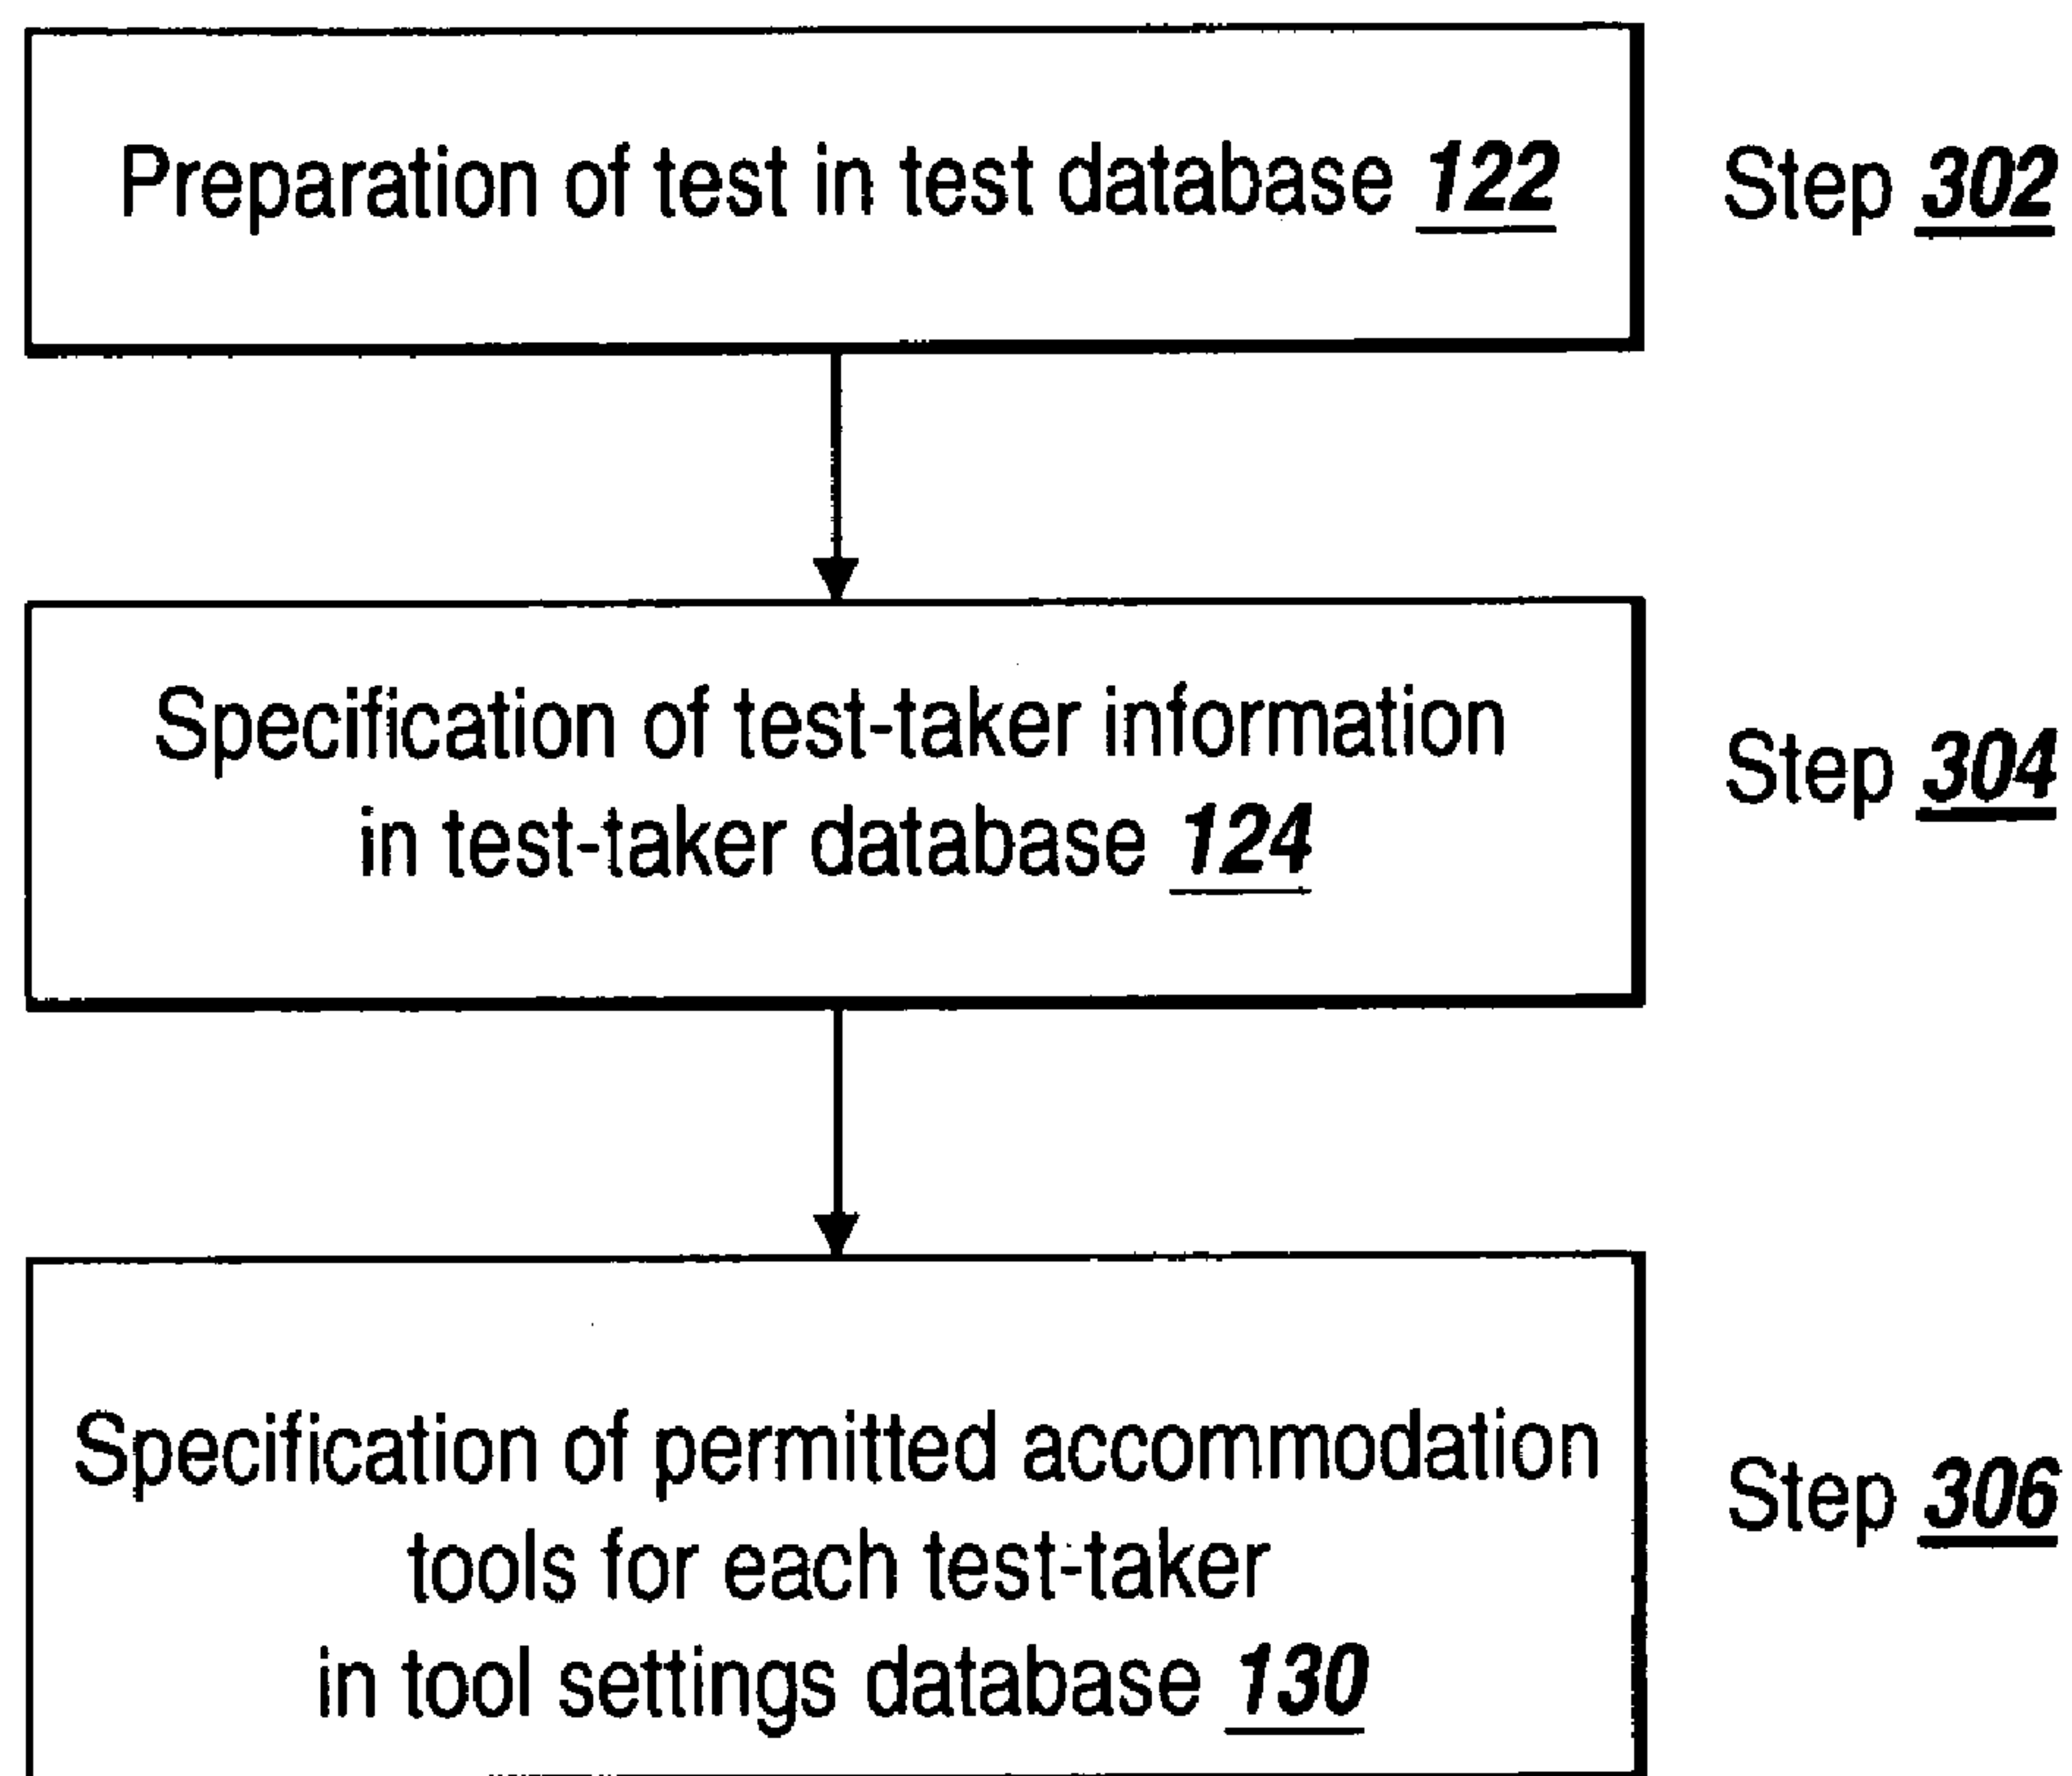 Preparation of test in test database 122
Step 302
Specification of test-taker information
in test-taker database 124
Step 304
Specification of permitted accommodation
tools for each test-taker
in tool settings database 130
Step 306